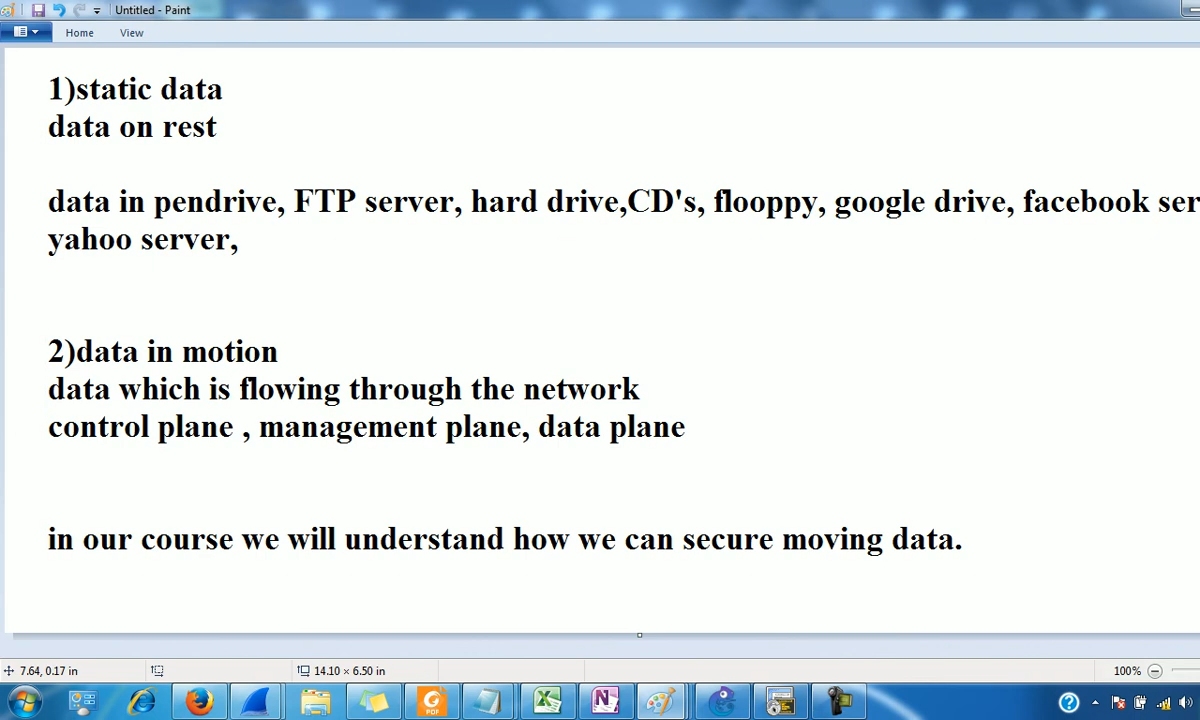 Untitled - Paint
Home View
1)static data
data on rest
data in pendrive, FTP server, hard drive,CD's, flooppy, google drive, facebook ser
yahoo server,
2)data in motion
data which is flowing through the network
control plane , management plane, data plane
in our course we will understand how we can secure moving data.
7.64, 0.17 in 14.10 × 6.50 in 100%
PDF